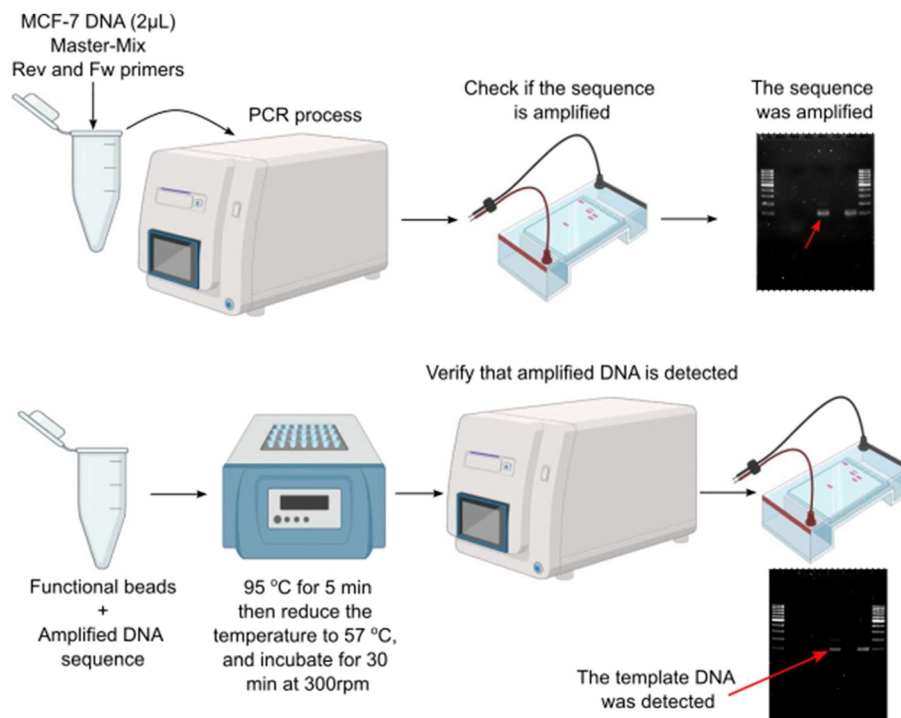 MCF-7 DNA (2µL)
Master-Mix
Rev and Fw primers
PCR process
Check if the sequence
is amplified
The sequence
was amplified
Verify that amplified DNA is detected
Functional beads
+
Amplified DNA
sequence
95 °C for 5 min
then reduce the
temperature to 57 °C,
and incubate for 30
min at 300rpm
The template DNA
was detected